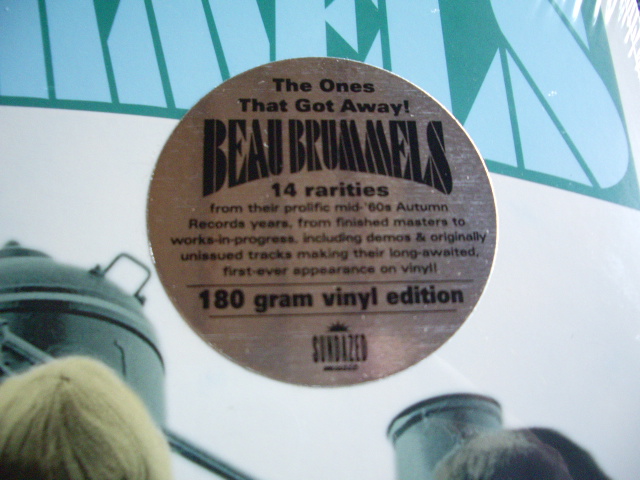 MELS
The Ones
That Got Away!
BEAU BRUMMELS
14 rarities
from their prolific mid-'60s Autumn
Records years, from finished masters to
works-in-progress, including demos & originally
unissued tracks making their long-awaited,
first-ever appearance on vinyl!
180 gram vinyl edition
SUNDAZED
music